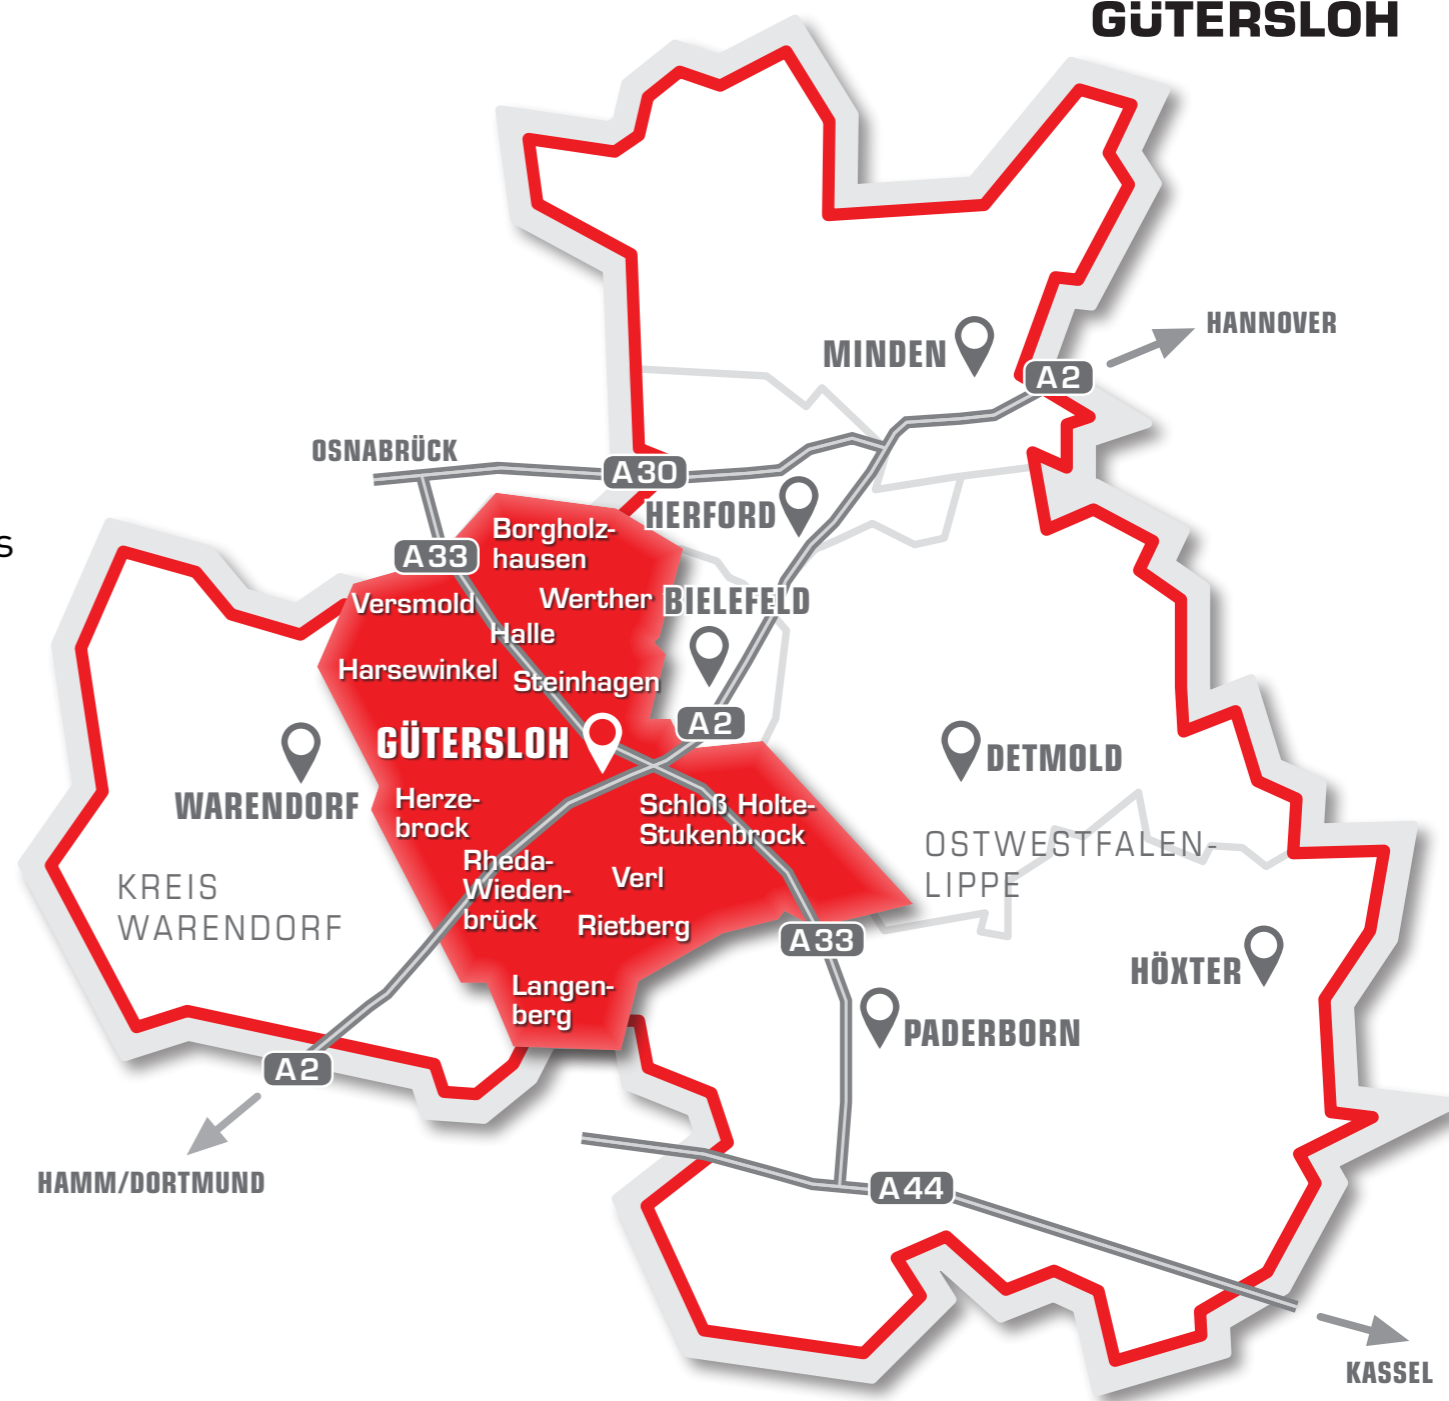 GÜTERSLOH
HANNOVER
MINDEN
A2
OSNABRÜCK
A30
HERFORD
Borgholz-
hausen
s
A33
Versmold
Werther
BIELEFELD
Halle
Harsewinkel
Steinhagen
A2
GÜTERSLOH
WARENDORF
DETMOLD
Herze-
brock
Schloß Holte-
Stukenbrock
OSTWESTFALEN-
LIPPE
Rheda-
Wieden-
brück
Verl
KREIS
WARENDORF
Rietberg
A33
HÖXTER
Langen-
berg
PADERBORN
A2
HAMM/DORTMUND
A44
KASSEL